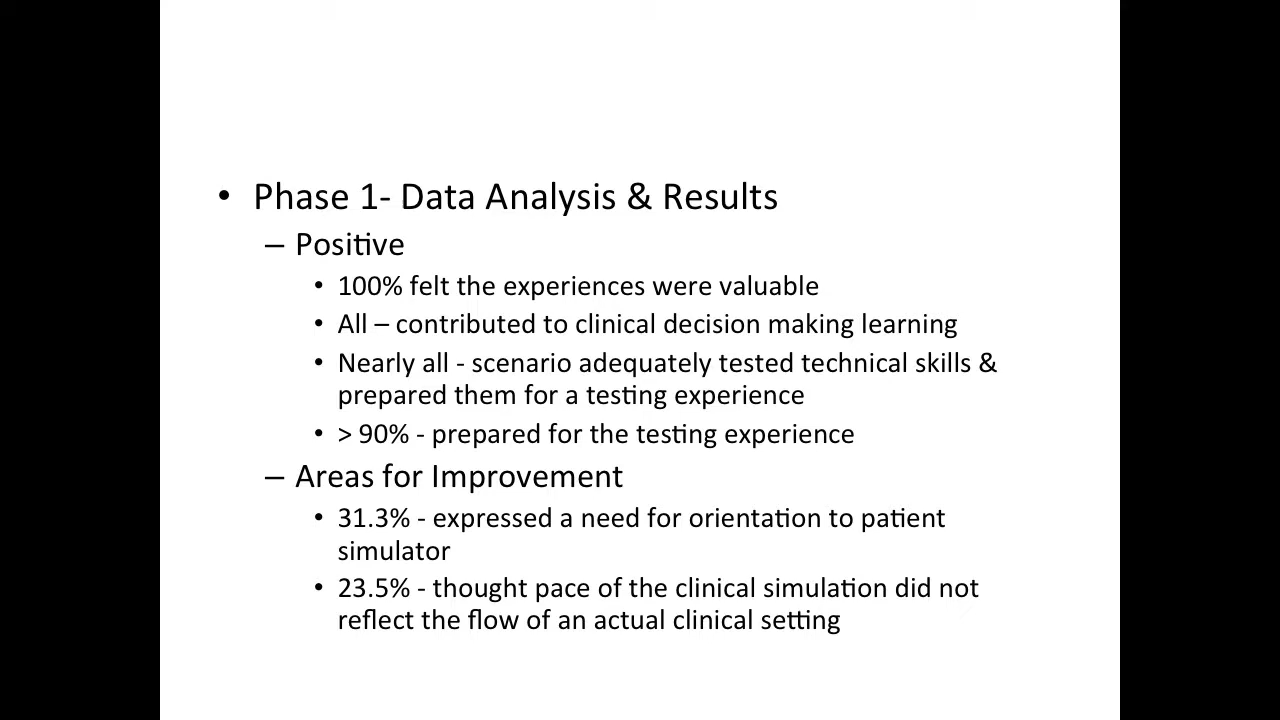 • Phase 1- Data Analysis & Results
– Positive
• 100% felt the experiences were valuable
• All – contributed to clinical decision making learning
• Nearly all - scenario adequately tested technical skills &
prepared them for a testing experience
• > 90% - prepared for the testing experience
– Areas for Improvement
• 31.3% - expressed a need for orientation to patient
simulator
• 23.5% - thought pace of the clinical simulation did not
reflect the flow of an actual clinical setting